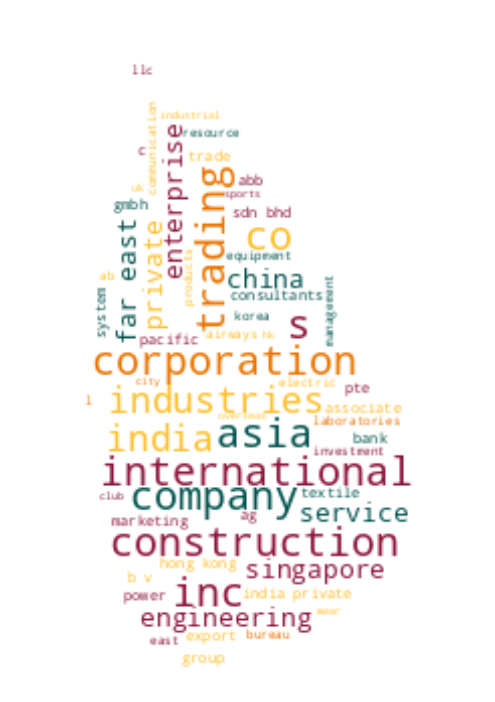 llc
industrial
communication
resource
enterprise
c
trade
trading
abb
uk
sports
gmbh
sdn bhd
private
far east
co
products
equipment
ab
china
system
consultants
management
korea
s
pacific
airways
hk
corporation
city
electric
pte
l
industries
associate
overseas
laboratories
india
asia
bank
investment
international
club
company
textile
marketing
ag
service
construction
hong kong
singapore
b v
power
inc
india private
engineering
east
export
bureau
group